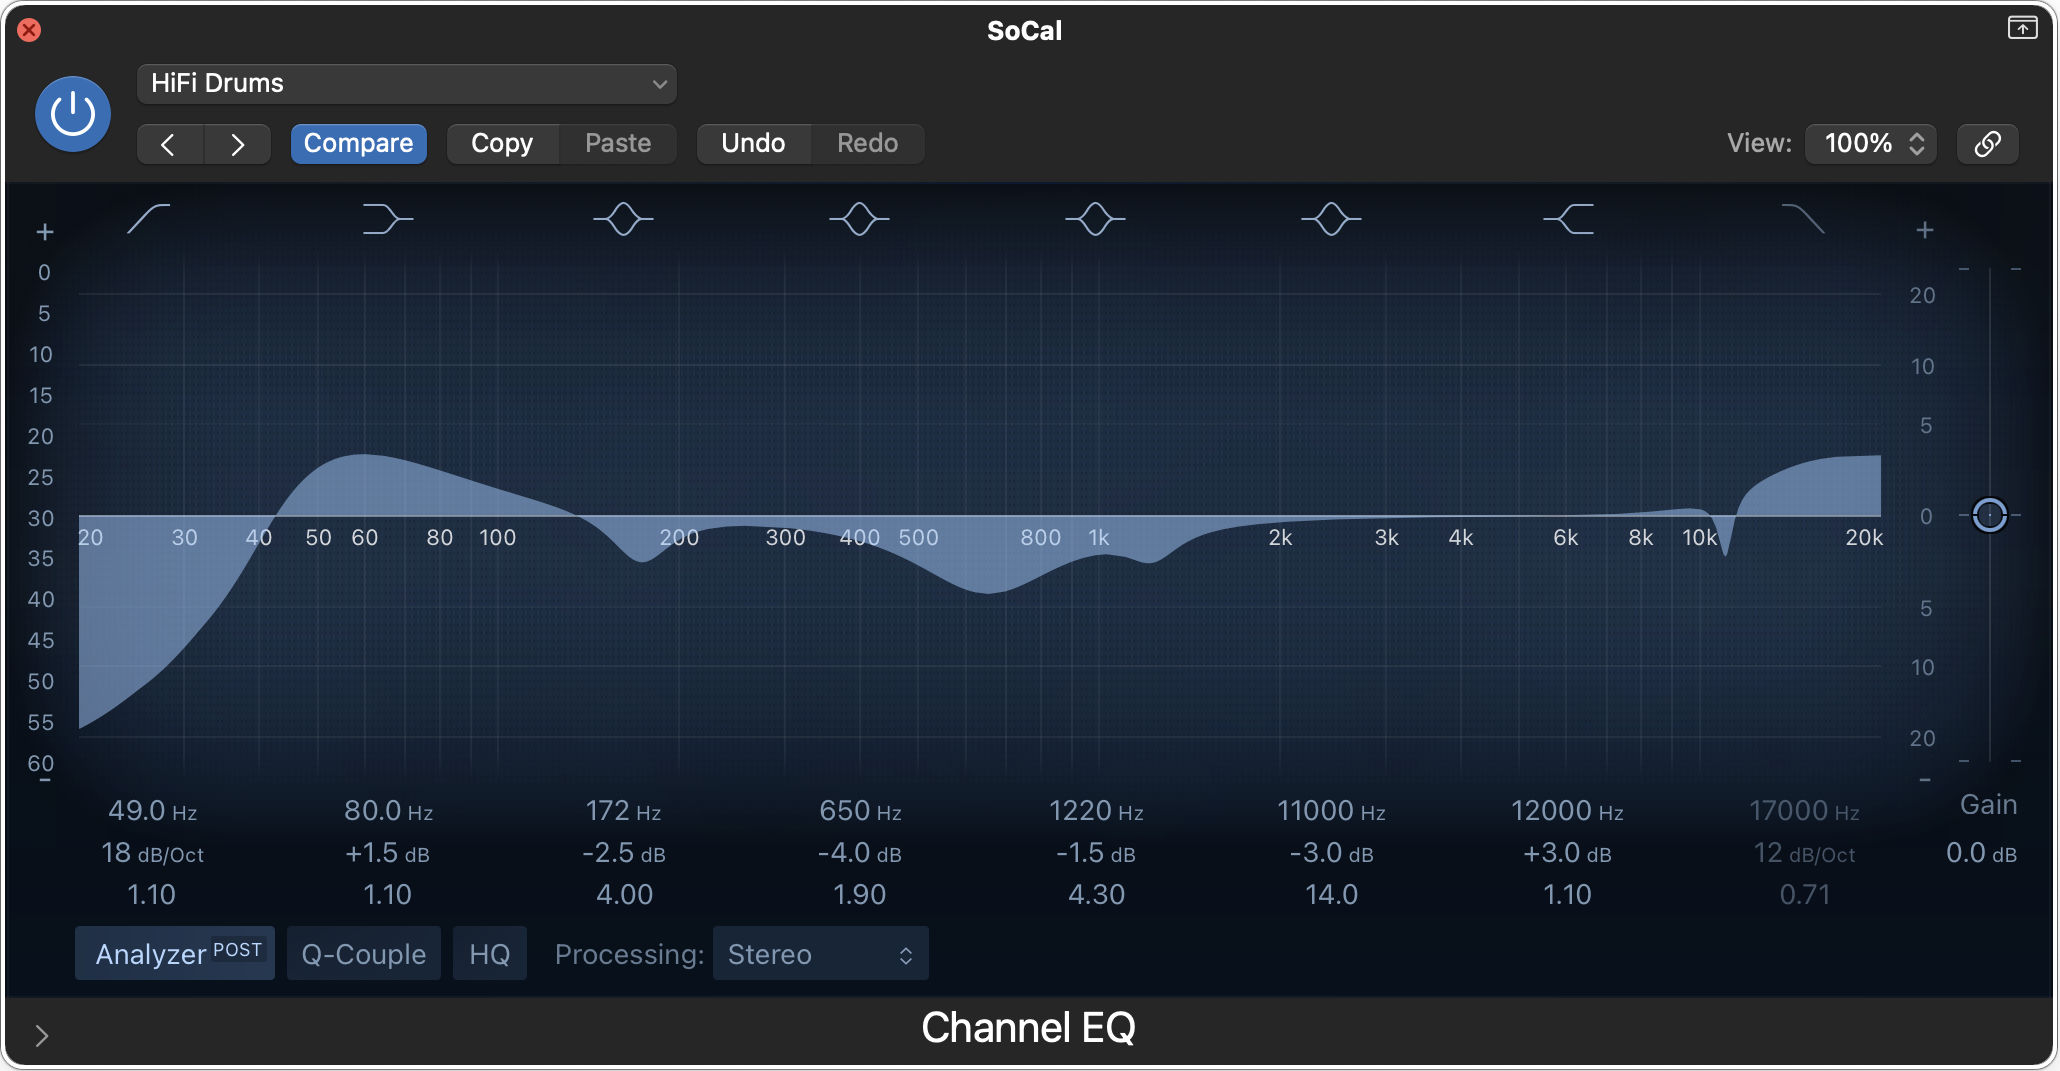 SoCal
HiFi Drums
Compare Copy Paste Undo Redo View: 100%
+ +
0
5
10
15
20
25
30
35
40
45
50
55
60
-
20
10
5
0
5
10
20
-
20 30 40 50 60 80 100 200 300 400 500 800 1k 2k 3k 4k 6k 8k 10k 20k
49.0 Hz 80.0 Hz 172 Hz 650 Hz 1220 Hz 11000 Hz 12000 Hz 17000 Hz Gain
18 dB/Oct +1.5 dB -2.5 dB -4.0 dB -1.5 dB -3.0 dB +3.0 dB 12 dB/Oct 0.0 dB
1.10 1.10 4.00 1.90 4.30 14.0 1.10 0.71
Analyzer POST Q-Couple HQ Processing: Stereo
Channel EQ